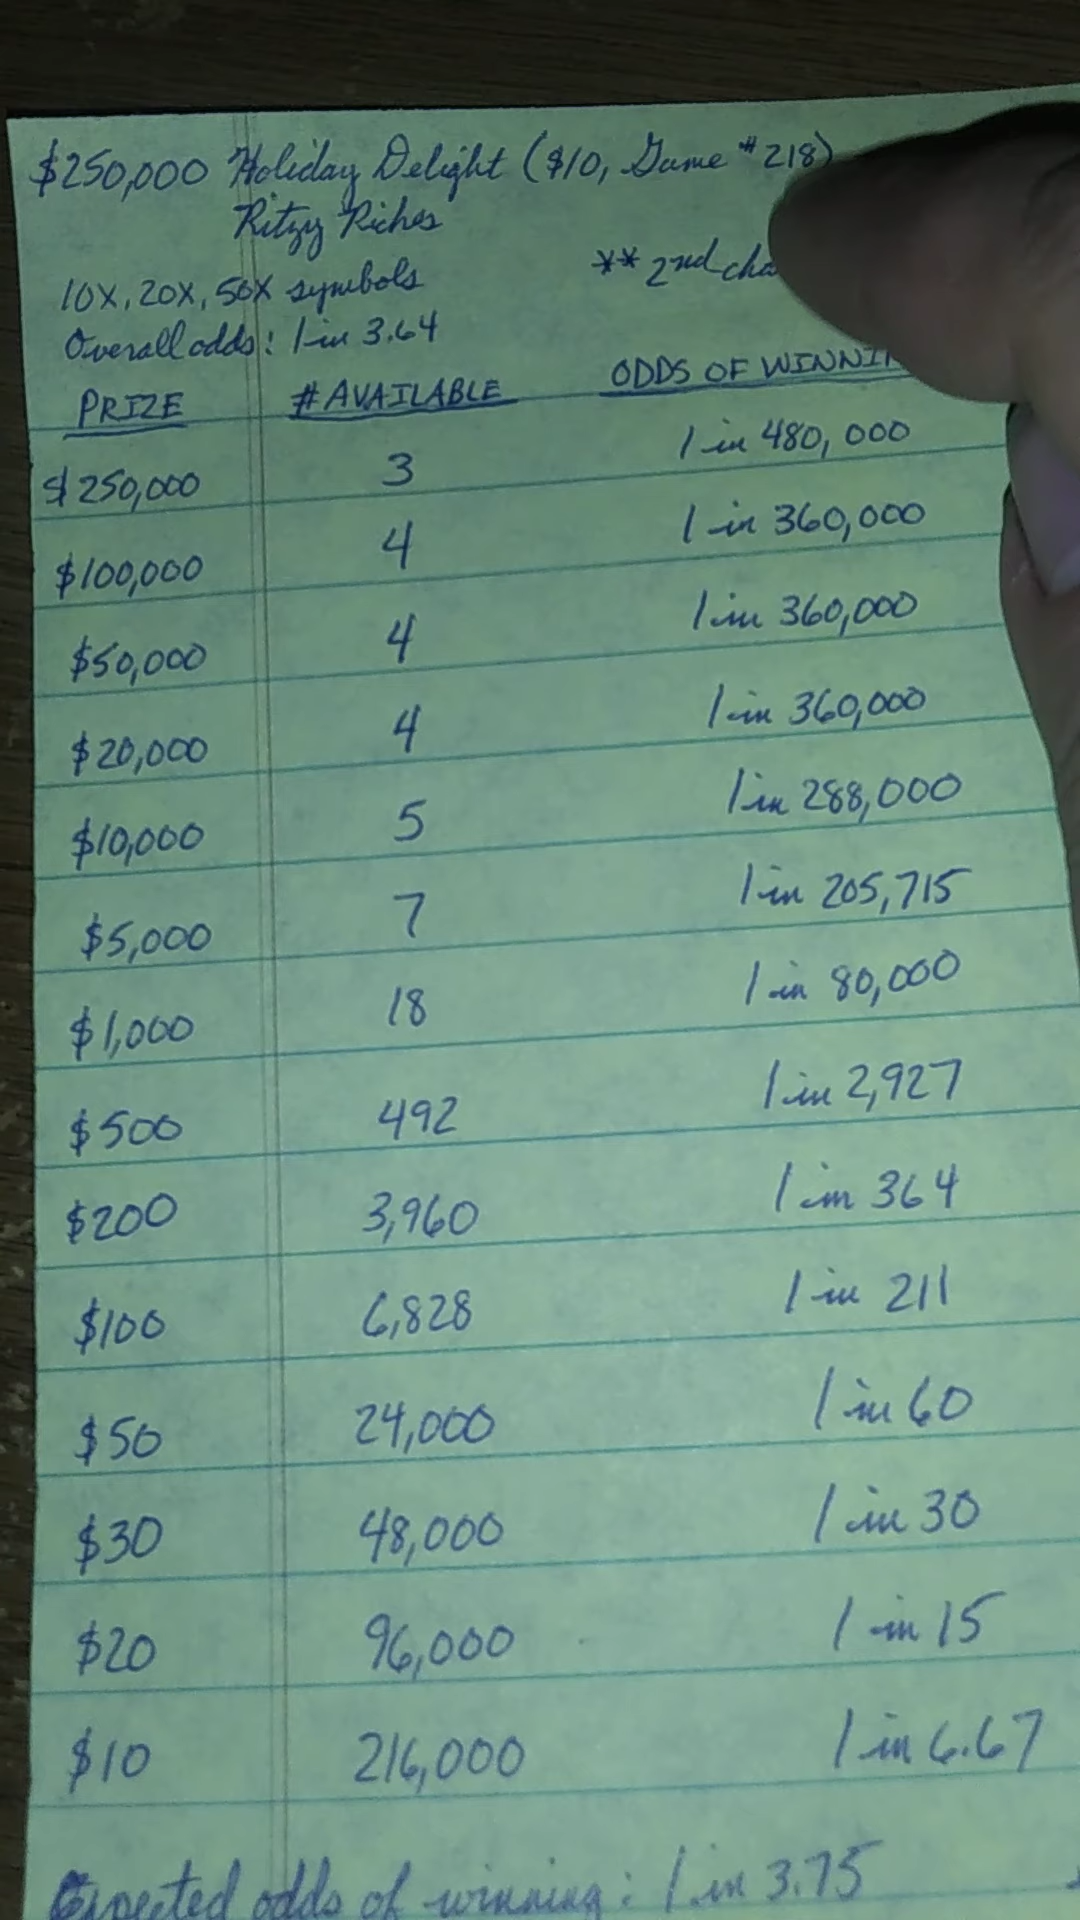 $250,000 Holiday Delight ($10, Game #218)
Ritzy Riches
10X, 20X, 50X symbols
** 2nd cha
Overall odds: 1 in 3.64
PRIZE # AVAILABLE ODDS OF WINNI
$250,000 3 1 in 480,000
$100,000 4 1 in 360,000
$50,000 4 1 in 360,000
$20,000 4 1 in 360,000
$10,000 5 1 in 288,000
$5,000 7 1 in 205,715
$1,000 18 1 in 80,000
$500 492 1 in 2,927
$200 3,960 1 in 364
$100 6,828 1 in 211
$50 24,000 1 in 60
$30 48,000 1 in 30
$20 96,000 1 in 15
$10 216,000 1 in 6.67
Expected odds of winning: 1 in 3.75